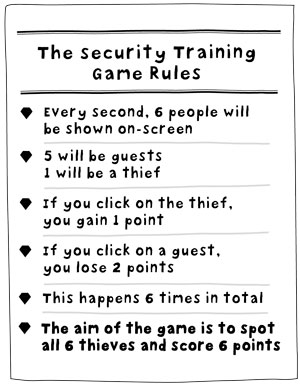 The Security Training
Game Rules
Every second, 6 people will
be shown on-screen
5 will be guests
1 will be a thief
If you click on the thief,
you gain 1 point
If you click on a guest,
you lose 2 points
This happens 6 times in total
The aim of the game is to spot
all 6 thieves and score 6 points